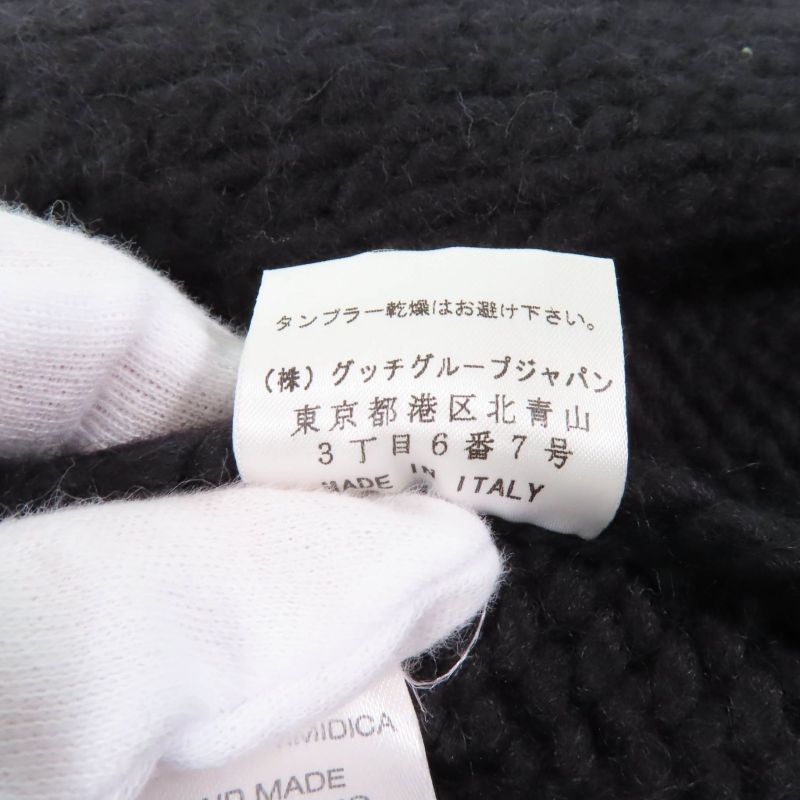 タンブラー乾燥はお避け下さい。
(株)グッチグループジャパン
東京都港区北青山
3丁目6番7号
MADE IN ITALY
MADE